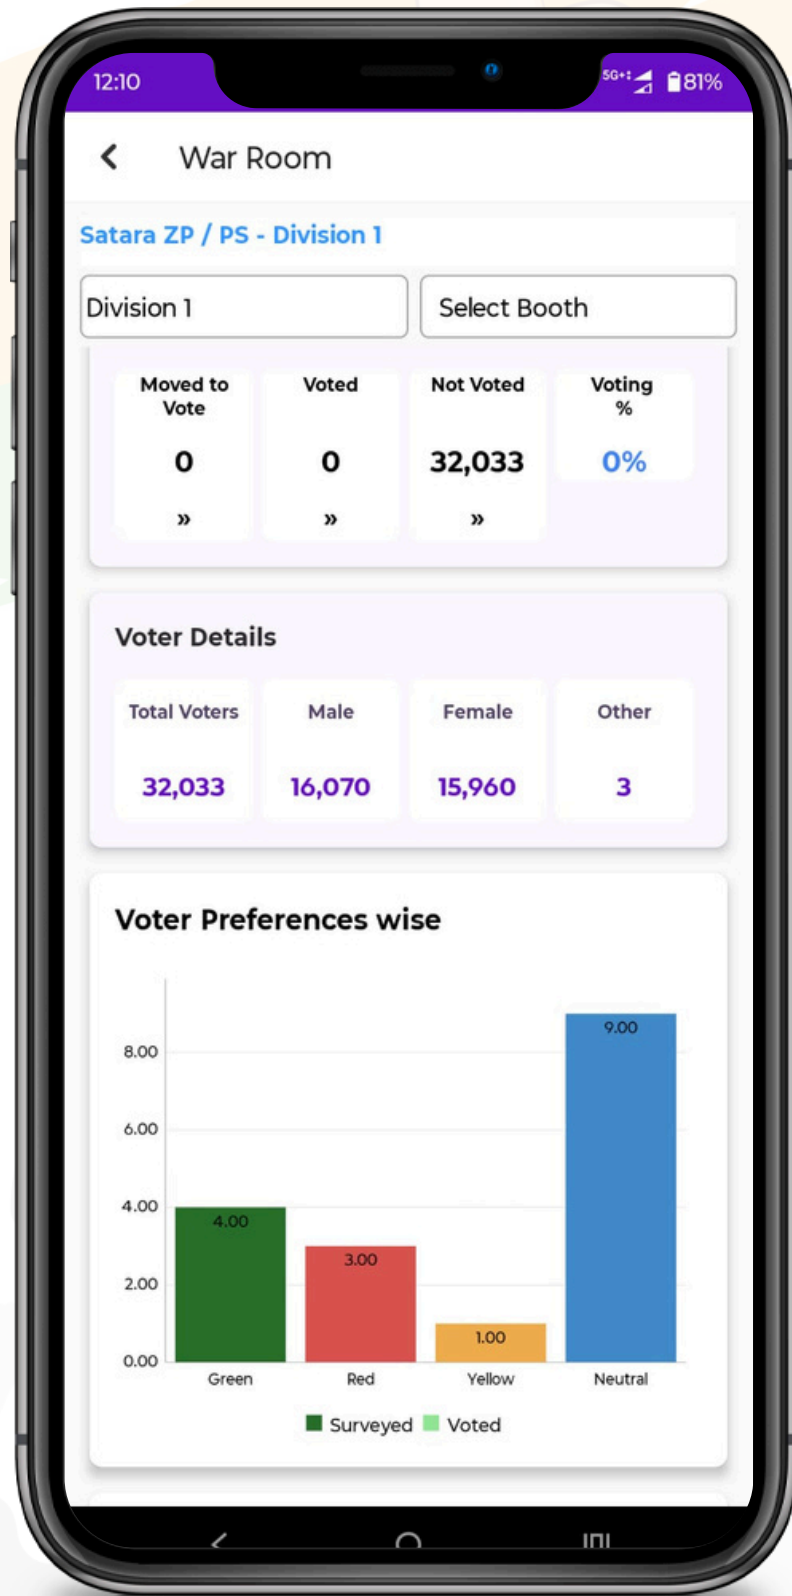 12:10 5G+ 81%
War Room
Satara ZP / PS - Division 1
Division 1 Select Booth
Moved to Vote Voted Not Voted Voting %
0 0 32,033 0%
» » »
Voter Details
Total Voters Male Female Other
32,033 16,070 15,960 3
Voter Preferences wise
9.00
8.00
6.00
4.00
4.00
3.00
2.00
1.00
0.00
Green Red Yellow Neutral
Surveyed Voted